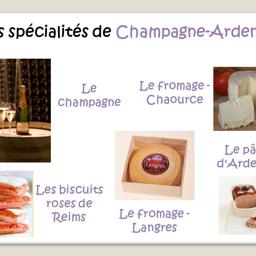 s spécialités de Champagne-Arden
Le
champagne
Le fromage -
Chaource
Langres
Le pâ
d'Arde
Les biscuits
roses de
Reims
Le fromage -
Langres